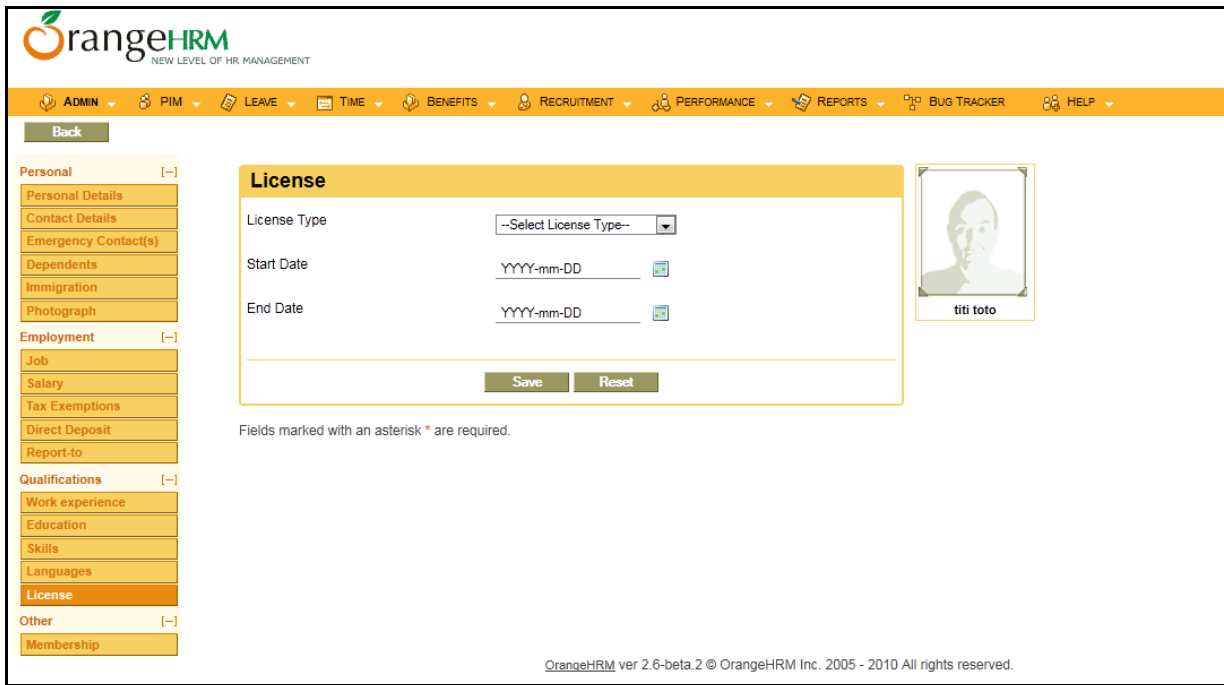 OrangeHRM
NEW LEVEL OF HR MANAGEMENT
ADMIN PIM LEAVE TIME BENEFITS RECRUITMENT PERFORMANCE REPORTS BUG TRACKER HELP
Back
Personal [−]
Personal Details
Contact Details
Emergency Contact(s)
Dependents
Immigration
Photograph
Employment [−]
Job
Salary
Tax Exemptions
Direct Deposit
Report-to
Qualifications [−]
Work experience
Education
Skills
Languages
License
Other [−]
Membership
License
License Type --Select License Type--
Start Date YYYY-mm-DD
End Date YYYY-mm-DD
Save Reset
Fields marked with an asterisk * are required.
titi toto
OrangeHRM ver 2.6-beta.2 © OrangeHRM Inc. 2005 - 2010 All rights reserved.